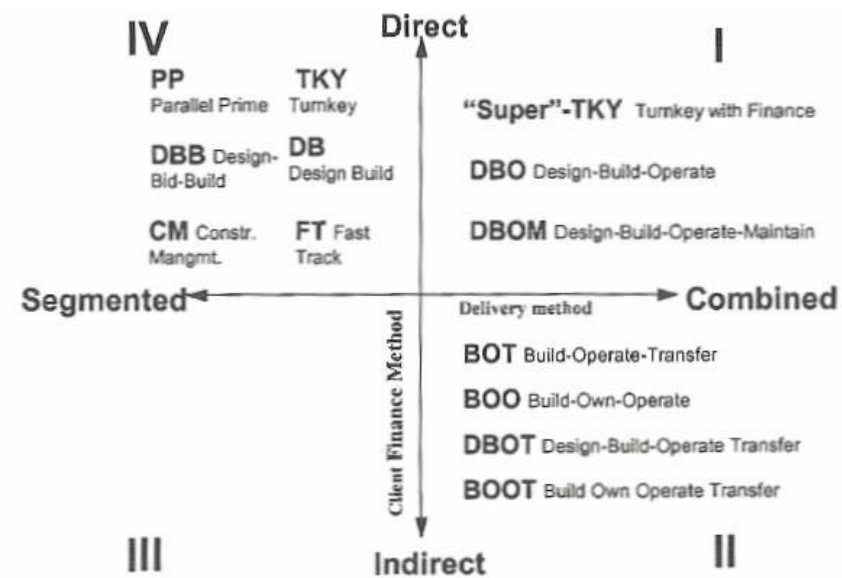 IV
Direct
I
PP
Parallel Prime
TKY
Turnkey
"Super"-TKY Turnkey with Finance
DBB Design-
Bid-Build
DB
Design Build
DBO Design-Build-Operate
CM Constr.
Mangmt.
FT Fast
Track
DBOM Design-Build-Operate-Maintain
Segmented
Delivery method
Combined
Client Finance Method
BOT Build-Operate-Transfer
BOO Build-Own-Operate
DBOT Design-Build-Operate Transfer
BOOT Build Own Operate Transfer
III
Indirect
II